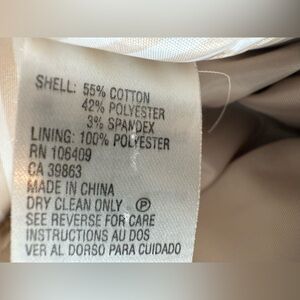 SHELL: 55% COTTON
42% POLYESTER
3% SPANDEX
LINING: 100% POLYESTER
RN 106409
CA 39863
MADE IN CHINA
DRY CLEAN ONLY Ⓟ
SEE REVERSE FOR CARE
INSTRUCTIONS AU DOS
VER AL DORSO PARA CUIDADO